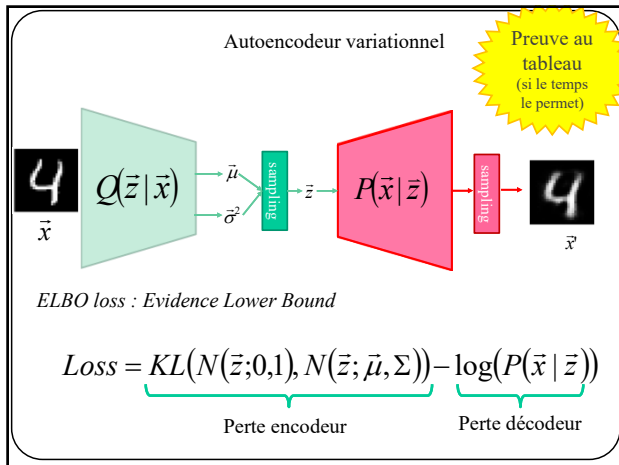 Autoencodeur variationnel
Preuve au
tableau
(si le temps
le permet)
Q(z⃗ | x⃗)
μ⃗
σ⃗²
sampling
z⃗
P(x⃗ | z⃗)
sampling
x⃗
x⃗'
ELBO loss : Evidence Lower Bound
Loss = KL(N(z⃗;0,1), N(z⃗; μ⃗, Σ)) − log(P(x⃗ | z⃗))
Perte encodeur
Perte décodeur